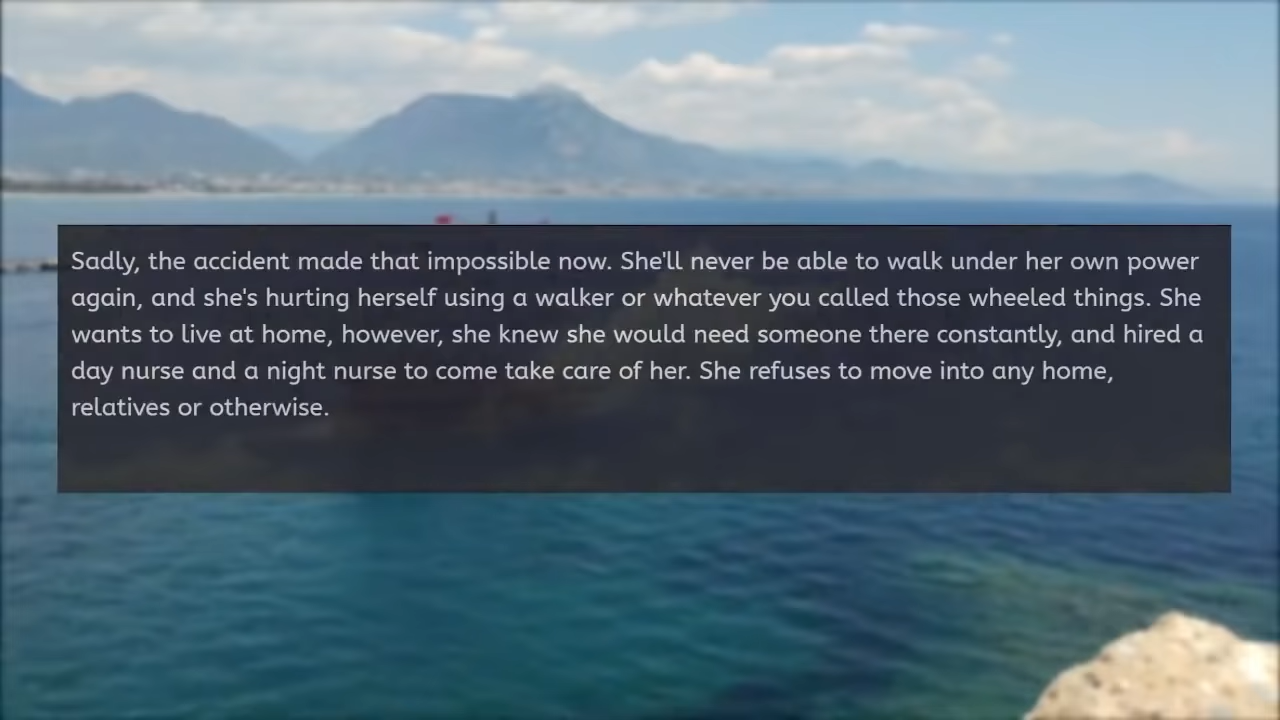 Sadly, the accident made that impossible now. She'll never be able to walk under her own power
again, and she's hurting herself using a walker or whatever you called those wheeled things. She
wants to live at home, however, she knew she would need someone there constantly, and hired a
day nurse and a night nurse to come take care of her. She refuses to move into any home,
relatives or otherwise.